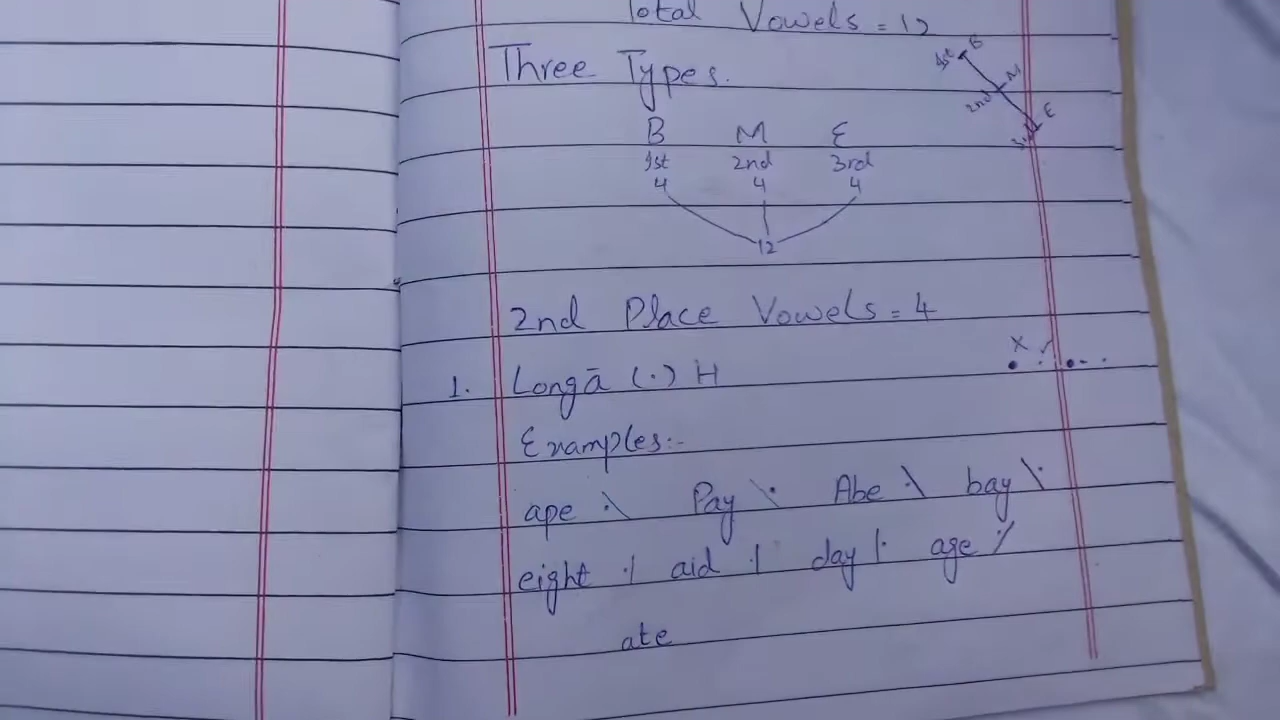 Total Vowels = 12
Three Types.
B M E
1st 2nd 3rd
4 4 4
12
1st B
2nd M
3rd E
2nd Place Vowels = 4
1. Long ā (.) H
x ✓
Examples:-
ape .\ Pay \. Abe .\ bay \.
eight .| aid .| day |. age ./
ate